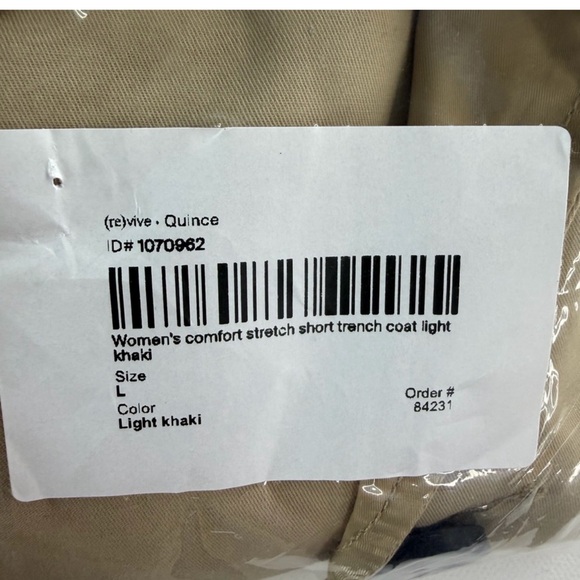 (re)vive • Quince
ID# 1070962
Women's comfort stretch short trench coat light
khaki
Size
L
Color
Light khaki
Order #
84231